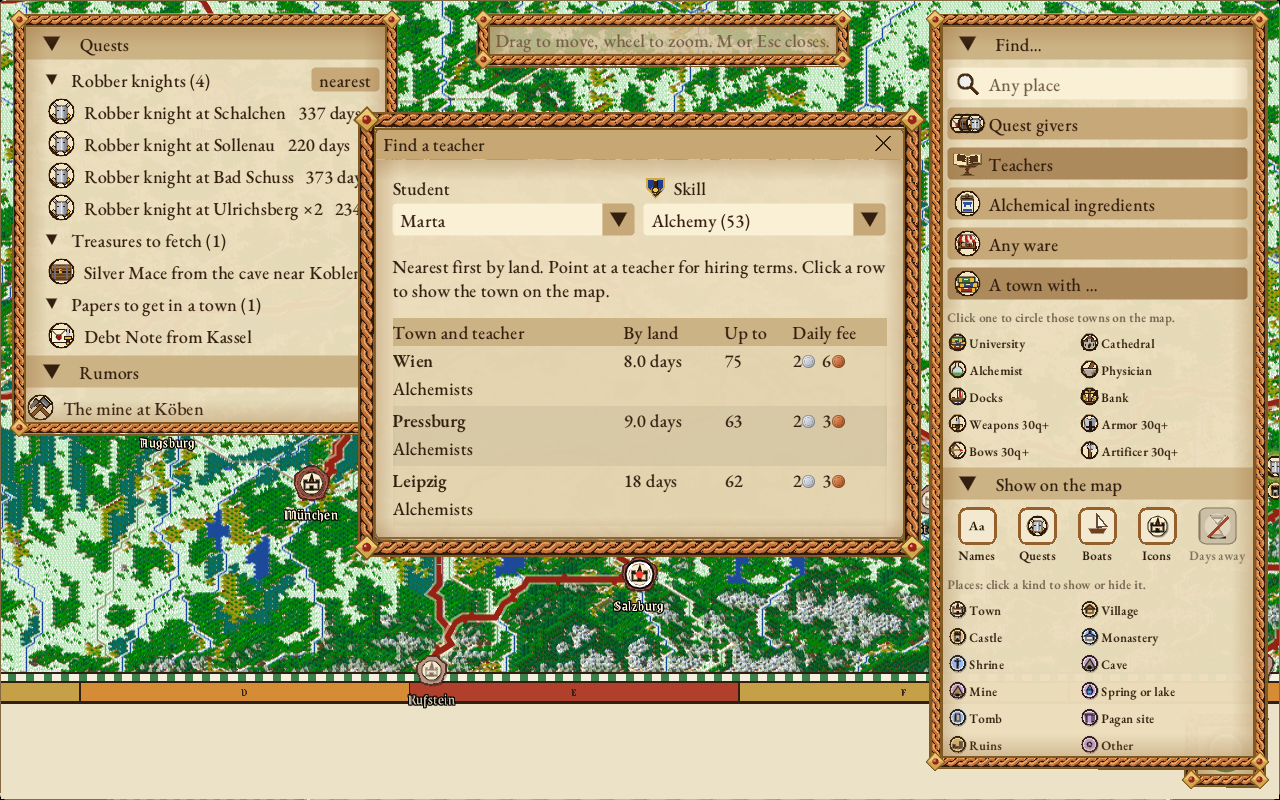 Quests
Robber knights (4)
nearest
Robber knight at Schalchen 337 days
Robber knight at Sollenau 220 days
Robber knight at Bad Schuss 373 day
Robber knight at Ulrichsberg ×2 234
Treasures to fetch (1)
Silver Mace from the cave near Koblen
Papers to get in a town (1)
Debt Note from Kassel
Rumors
The mine at Köben
Drag to move, wheel to zoom. M or Esc closes.
Find a teacher
Student
Skill
Marta
Alchemy (53)
Nearest first by land. Point at a teacher for hiring terms. Click a row
to show the town on the map.
Town and teacher By land Up to Daily fee
Wien 8.0 days 75 2 6
Alchemists
Pressburg 9.0 days 63 2 3
Alchemists
Leipzig 18 days 62 2 3
Alchemists
Find...
Any place
Quest givers
Teachers
Alchemical ingredients
Any ware
A town with ...
Click one to circle those towns on the map.
University Cathedral
Alchemist Physician
Docks Bank
Weapons 30q+ Armor 30q+
Bows 30q+ Artificer 30q+
Show on the map
Aa
Names Quests Boats Icons Days away
Places: click a kind to show or hide it.
Town Village
Castle Monastery
Shrine Cave
Mine Spring or lake
Tomb Pagan site
Ruins Other
Augsburg
München
Salzburg
Kufstein
D E F